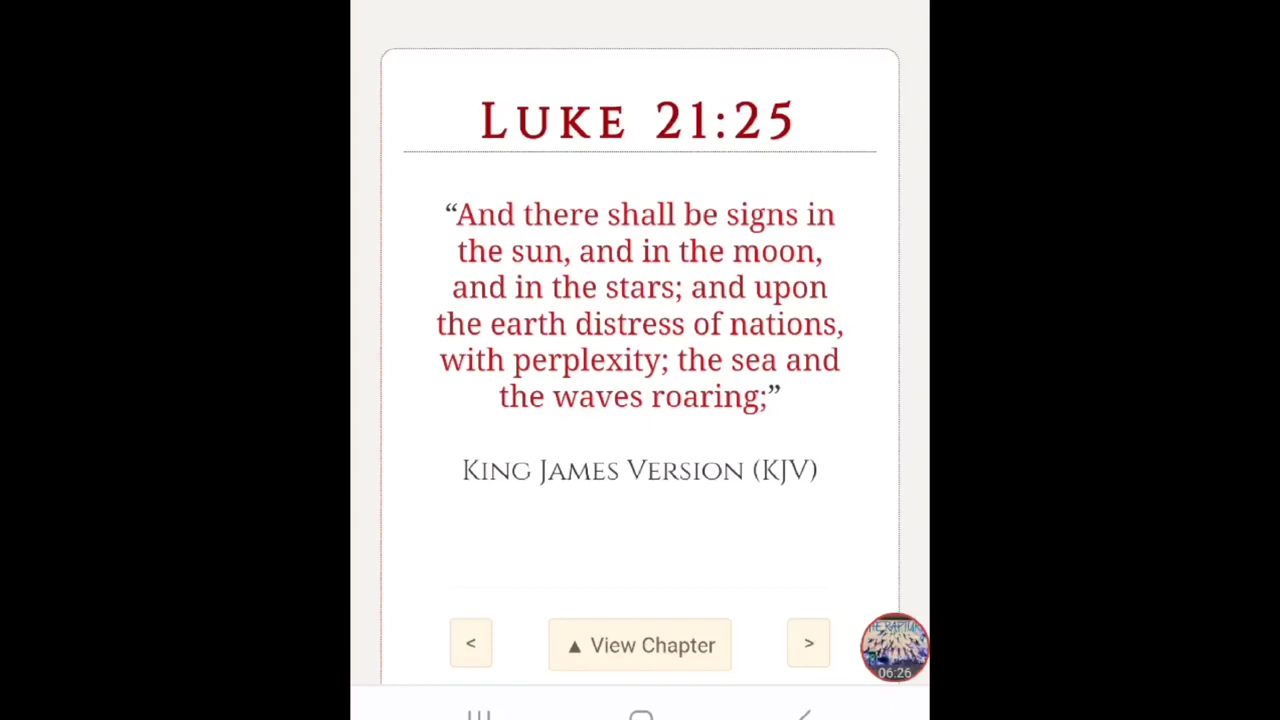 LUKE 21:25
“And there shall be signs in
the sun, and in the moon,
and in the stars; and upon
the earth distress of nations,
with perplexity; the sea and
the waves roaring;”
KING JAMES VERSION (KJV)
< ▲ View Chapter >
06:26